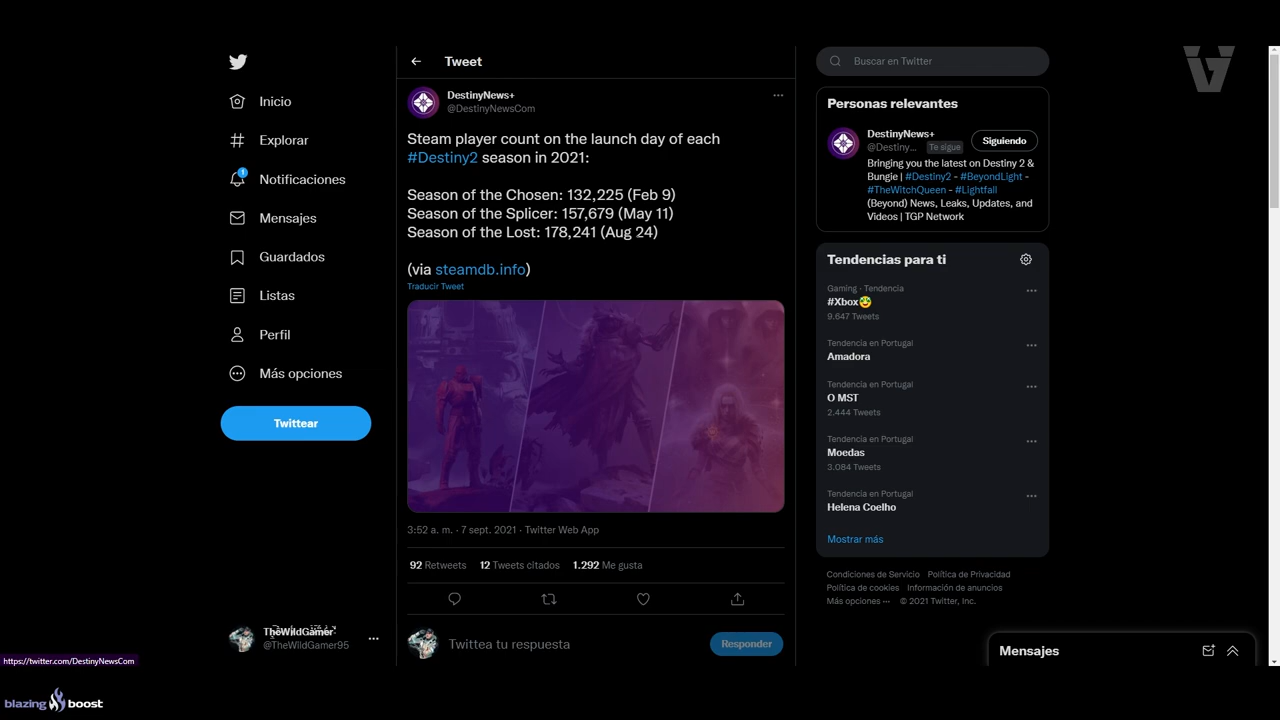 Inicio
Explorar
1
Notificaciones
Mensajes
Guardados
Listas
Perfil
Más opciones
Twittear
TheWildGamer
@TheWildGamer95
https://twitter.com/DestinyNewsCom
blazing boost
Tweet
DestinyNews+
@DestinyNewsCom
Steam player count on the launch day of each
#Destiny2 season in 2021:
Season of the Chosen: 132,225 (Feb 9)
Season of the Splicer: 157,679 (May 11)
Season of the Lost: 178,241 (Aug 24)
(via steamdb.info)
Traducir Tweet
3:52 a. m. · 7 sept. 2021 · Twitter Web App
92 Retweets 12 Tweets citados 1.292 Me gusta
Twittea tu respuesta
Responder
Buscar en Twitter
Personas relevantes
DestinyNews+
@Destiny... Te sigue
Siguiendo
Bringing you the latest on Destiny 2 &
Bungie | #Destiny2 - #BeyondLight -
#TheWitchQueen - #Lightfall
(Beyond) News, Leaks, Updates, and
Videos | TGP Network
Tendencias para ti
Gaming · Tendencia
#Xbox
9.647 Tweets
Tendencia en Portugal
Amadora
Tendencia en Portugal
O MST
2.444 Tweets
Tendencia en Portugal
Moedas
3.084 Tweets
Tendencia en Portugal
Helena Coelho
Mostrar más
Condiciones de Servicio Política de Privacidad
Política de cookies Información de anuncios
Más opciones ··· © 2021 Twitter, Inc.
Mensajes